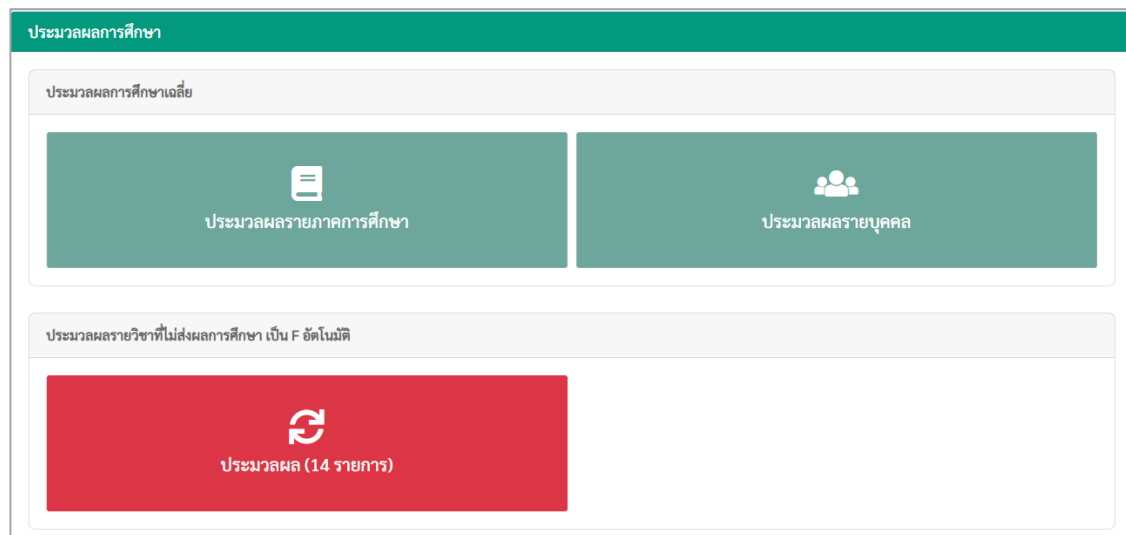 ประมวลผลการศึกษา
ประมวลผลการศึกษาเฉลี่ย
ประมวลผลรายภาคการศึกษา
ประมวลผลรายบุคคล
ประมวลผลรายวิชาที่ไม่ส่งผลการศึกษา เป็น F อัตโนมัติ
ประมวลผล (14 รายการ)